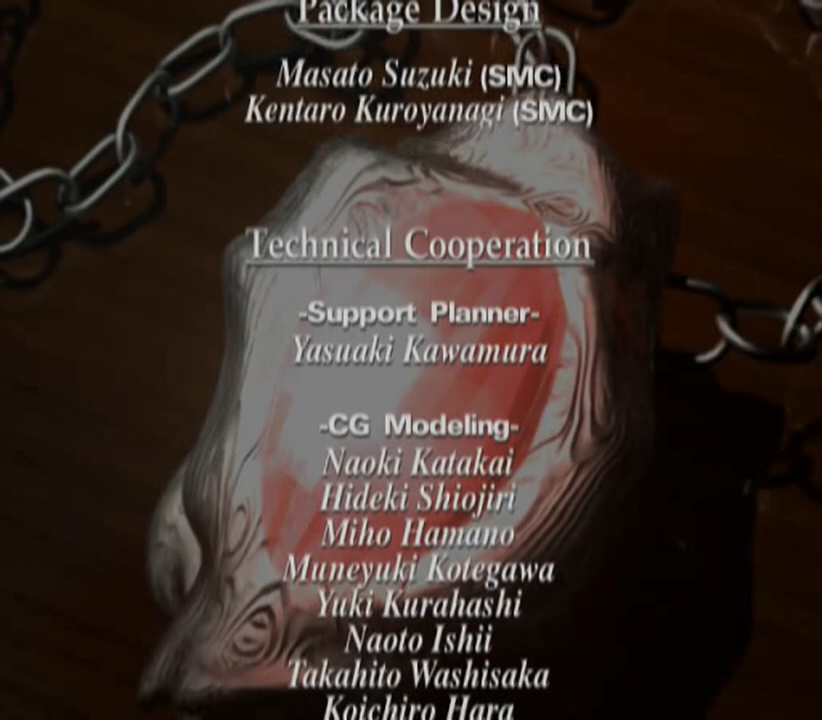 Package Design
Masato Suzuki (SMC)
Kentaro Kuroyanagi (SMC)
Technical Cooperation
-Support Planner-
Yasuaki Kawamura
-CG Modeling-
Naoki Katakai
Hideki Shiojiri
Miho Hamano
Muneyuki Kotegawa
Yuki Kurahashi
Naoto Ishii
Takahito Washisaka
Koichiro Hara